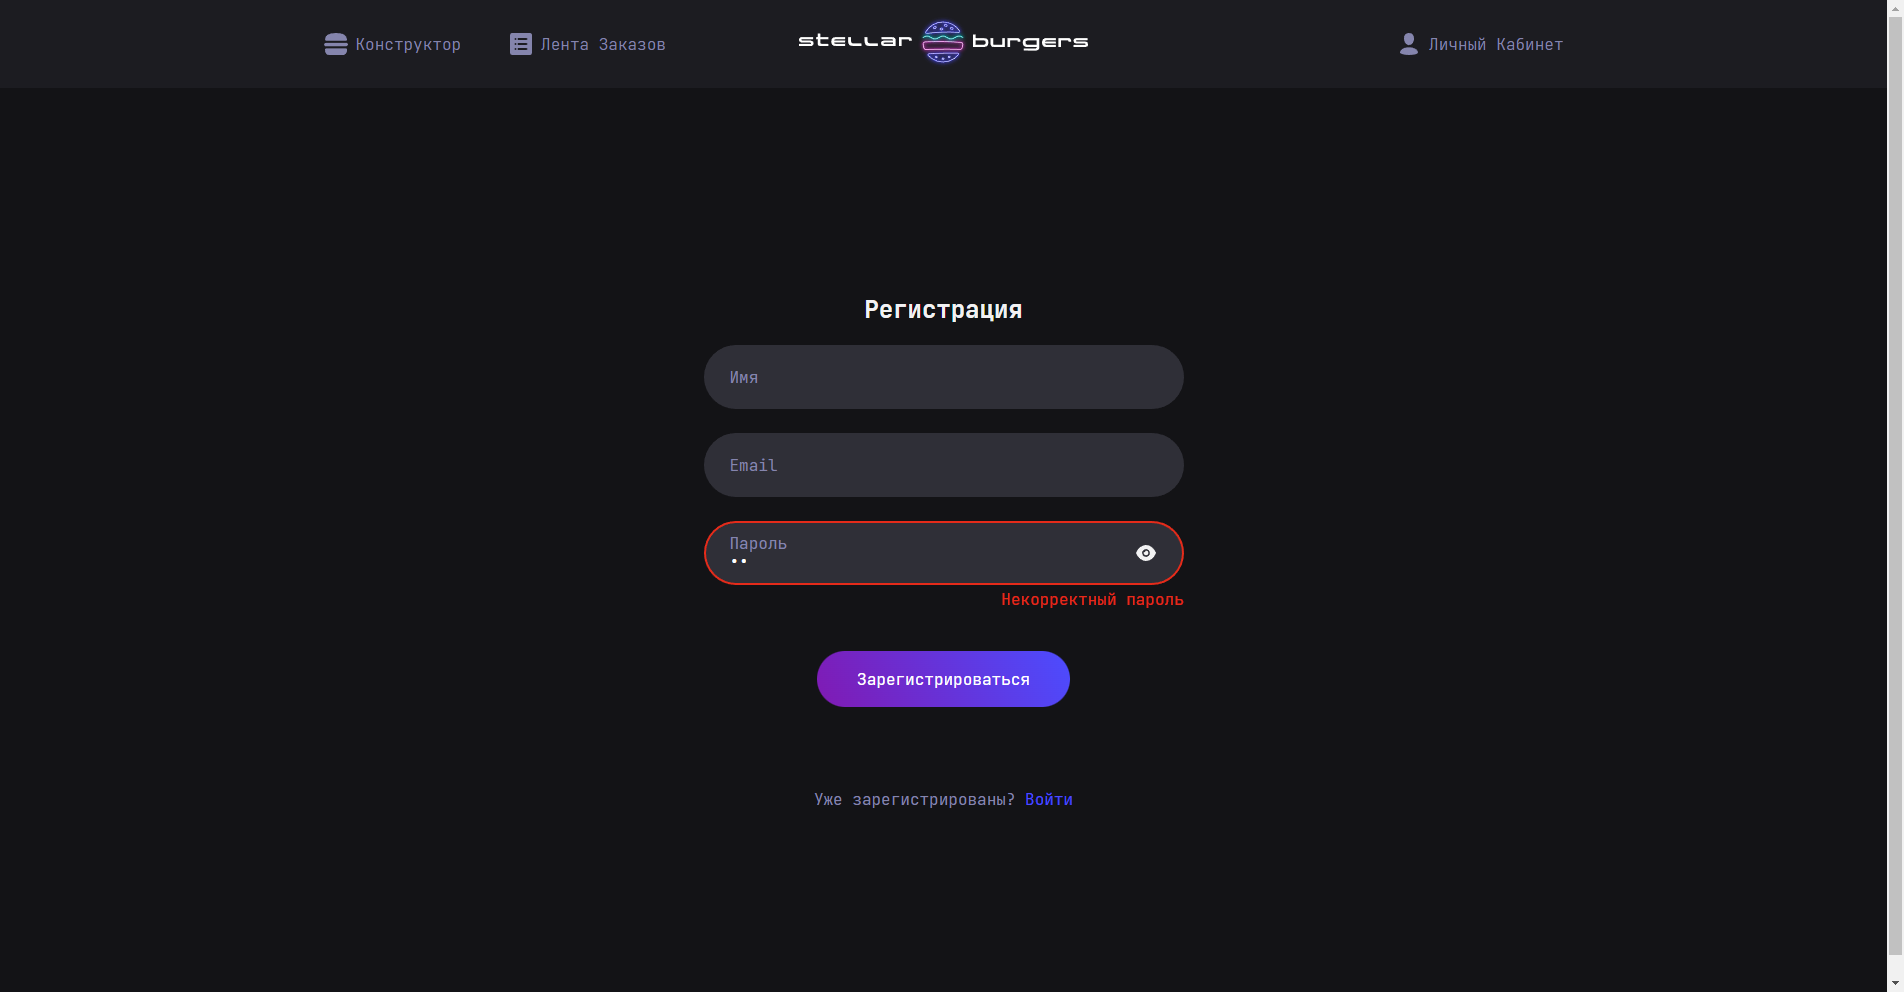 Конструктор
Лента Заказов
stellar burgers
Личный Кабинет
Регистрация
Имя
Email
Пароль
••
Некорректный пароль
Зарегистрироваться
Уже зарегистрированы? Войти